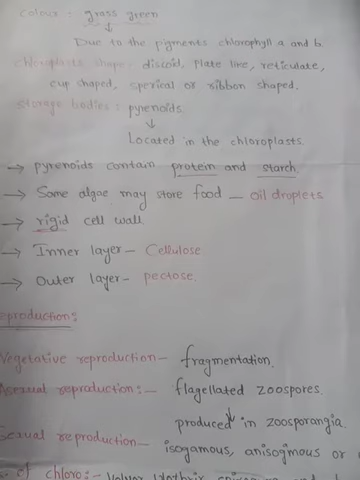 colour: grass green
↓
Due to the pigments chlorophyll a and b
chloroplasts shape- discoid, plate like, reticulate,
cup shaped, sperical or ribbon shaped.
storage bodies: pyrenoids.
↓
Located in the chloroplasts.
→ pyrenoids contain protein and starch.
→ Some algae may store food - oil droplets
→ rigid cell wall
→ Inner layer - Cellulose
→ Outer layer - pectose.
eproduction:
Vegetative reproduction - fragmentation.
Asexual reproduction: - flagellated zoospores.
↓
produced in zoosporangia.
Sexual reproduction - isogamous, anisogmous or
of chloro: - Volvox